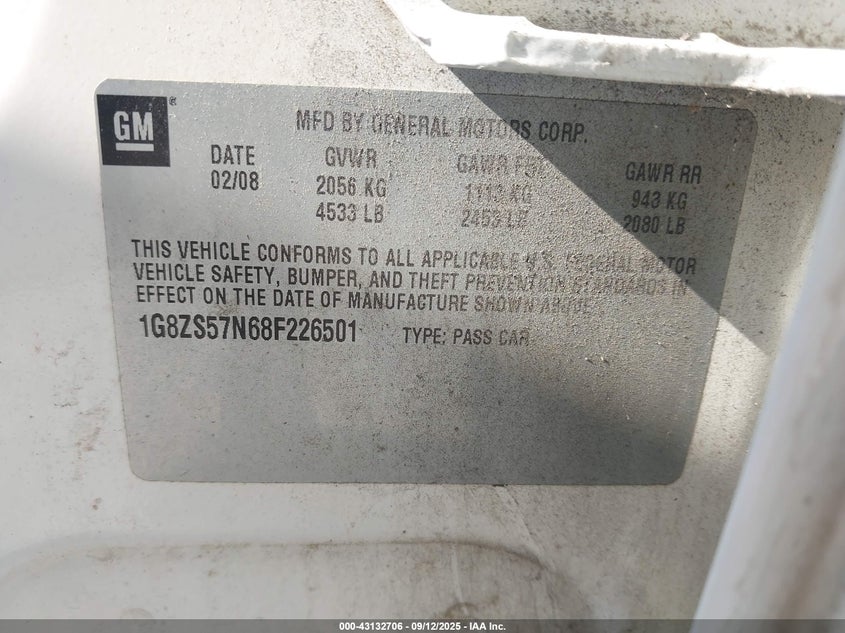 GM®
MFD BY GENERAL MOTORS CORP.
DATE GVWR GAWR FRT GAWR RR
02/08 2056 KG 1113 KG 943 KG
4533 LB 2453 LB 2080 LB
THIS VEHICLE CONFORMS TO ALL APPLICABLE U.S. FEDERAL MOTOR
VEHICLE SAFETY, BUMPER, AND THEFT PREVENTION STANDARDS IN
EFFECT ON THE DATE OF MANUFACTURE SHOWN ABOVE
1G8ZS57N68F226501 TYPE: PASS CAR
000-43132706 - 09/12/2025 - IAA Inc.